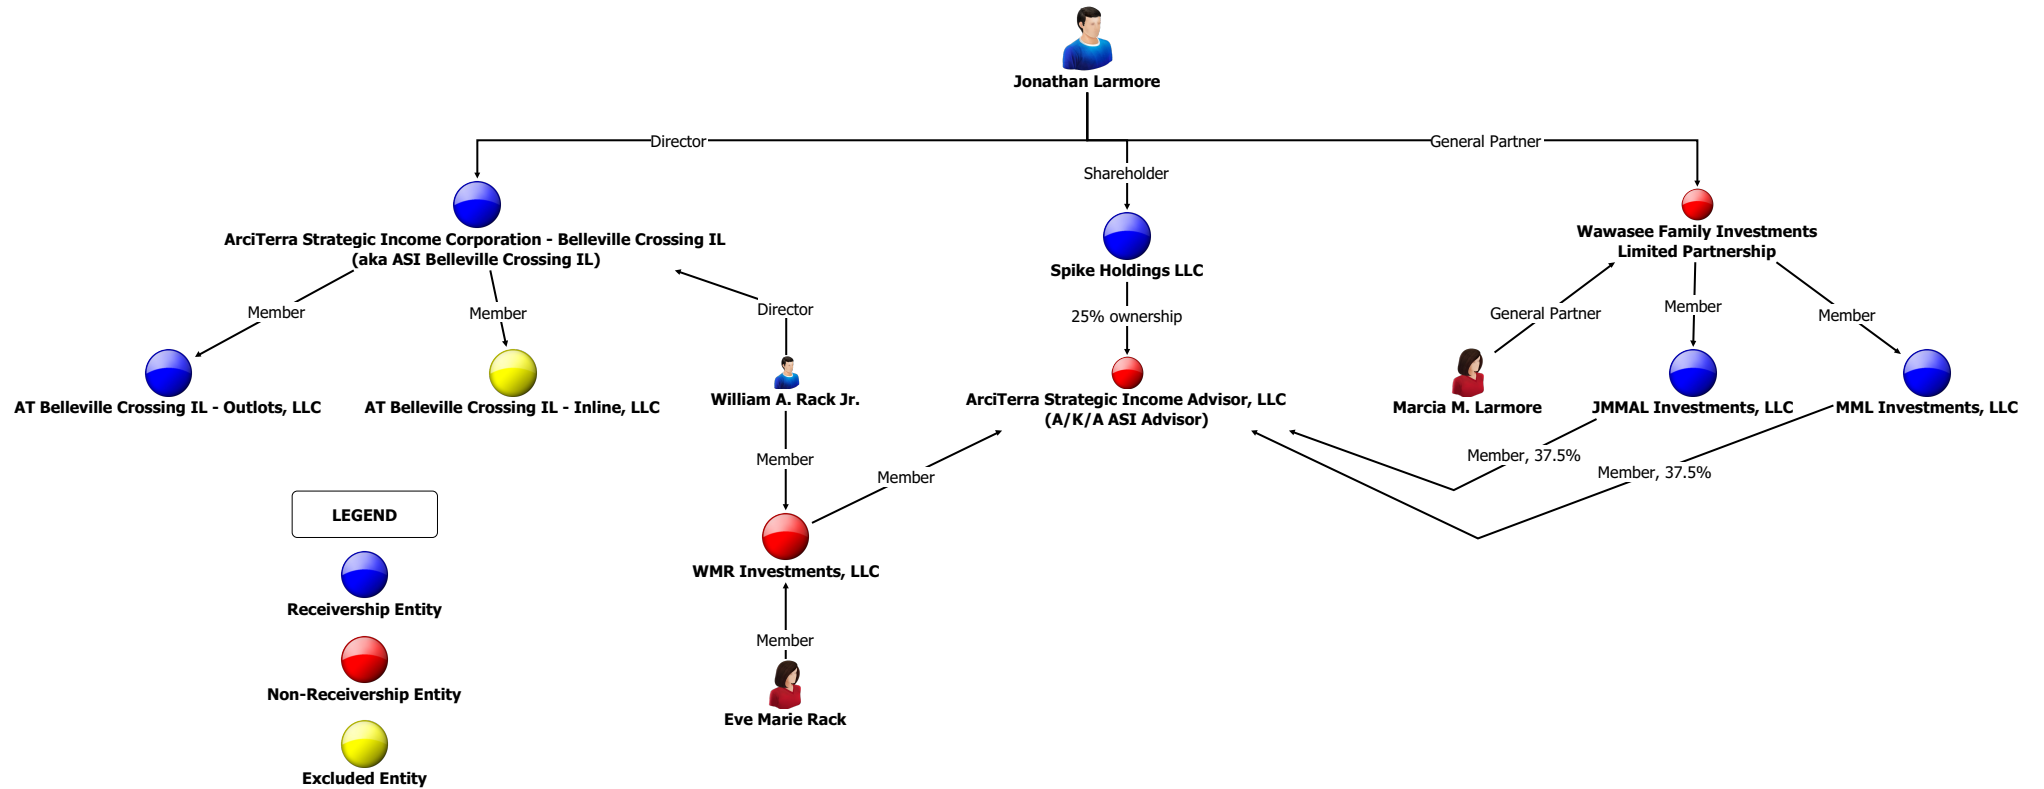 Jonathan Larmore
Director
General Partner
Shareholder
ArciTerra Strategic Income Corporation - Belleville Crossing IL
(aka ASI Belleville Crossing IL)
Spike Holdings LLC
Wawasee Family Investments
Limited Partnership
Member
Member
Director
25% ownership
General Partner
Member
Member
AT Belleville Crossing IL - Outlots, LLC
AT Belleville Crossing IL - Inline, LLC
William A. Rack Jr.
ArciTerra Strategic Income Advisor, LLC
(A/K/A ASI Advisor)
Marcia M. Larmore
JMMAL Investments, LLC
MML Investments, LLC
Member
Member
Member, 37.5%
Member, 37.5%
LEGEND
WMR Investments, LLC
Receivership Entity
Member
Non-Receivership Entity
Eve Marie Rack
Excluded Entity